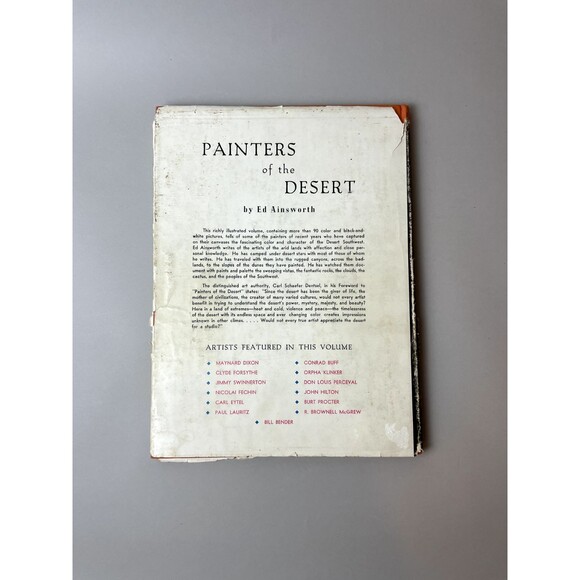 PAINTERS
of the
DESERT
by Ed Ainsworth
This richly illustrated volume, containing more than 90 color and black-and-
white pictures, tells of some of the painters of recent years who have captured
on their canvases the fascinating color and character of the Desert Southwest.
Ed Ainsworth writes of the artists of the arid lands with affection and close per-
sonal knowledge. He has camped under desert stars with most of those of whom
he writes. He has traveled with them into the rugged canyons, across the bad-
lands, to the slopes of the dunes they have painted. He has watched them docu-
ment with paints and palette the sweeping vistas, the fantastic rocks, the clouds, the
cactus, and the peoples of the Southwest.
The distinguished art authority, Carl Schaefer Dentzel, in his Foreword to
"Painters of the Desert" states: "Since the desert has been the giver of life, the
mother of civilizations, the creator of many varied cultures, would not every artist
benefit in trying to understand the desert's power, mystery, majesty, and beauty?
Here in a land of extremes—heat and cold, violence and peace—the timelessness
of the desert with its endless space and ever changing color creates impressions
unknown in other climes. . . . . Would not every true artist appreciate the desert
for a studio?"
ARTISTS FEATURED IN THIS VOLUME
MAYNARD DIXON
CLYDE FORSYTHE
JIMMY SWINNERTON
NICOLAI FECHIN
CARL EYTEL
PAUL LAURITZ
CONRAD BUFF
ORPHA KLINKER
DON LOUIS PERCEVAL
JOHN HILTON
BURT PROCTER
R. BROWNELL McGREW
BILL BENDER